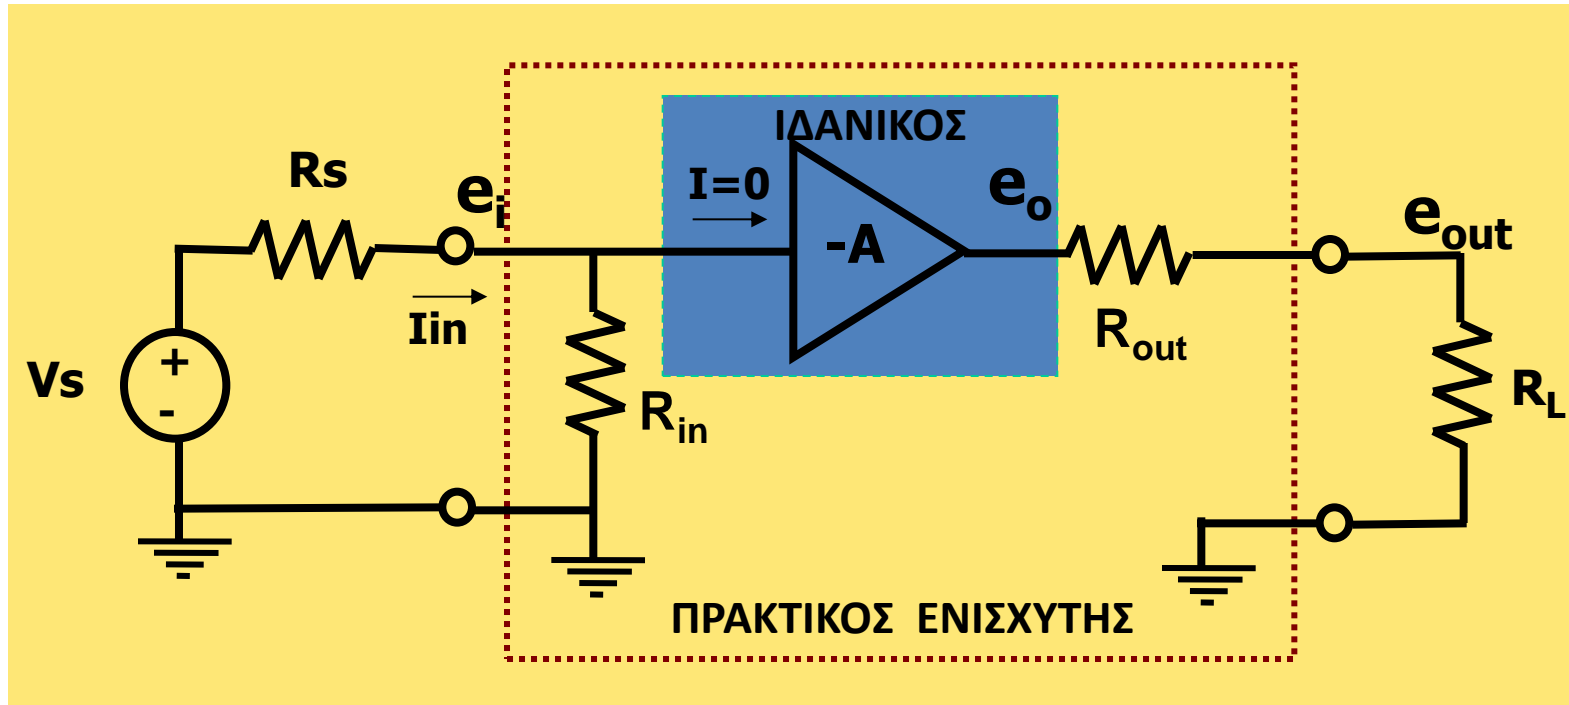 ΙΔΑΝΙΚΟΣ
Rs
ei
I=0
eo
-A
eout
Iin
Rout
Vs
+
-
Rin
RL
ΠΡΑΚΤΙΚΟΣ ΕΝΙΣΧΥΤΗΣ